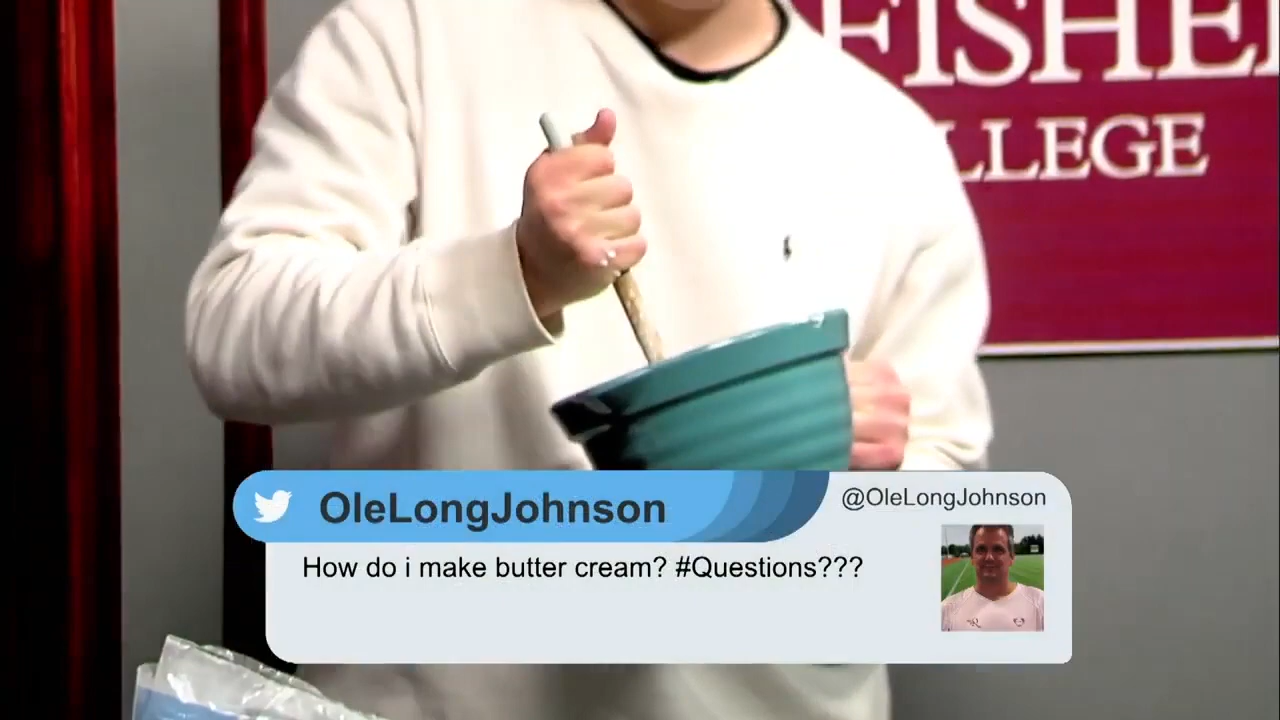 FISHE
LLEGE
OleLongJohnson
@OleLongJohnson
How do i make butter cream? #Questions???